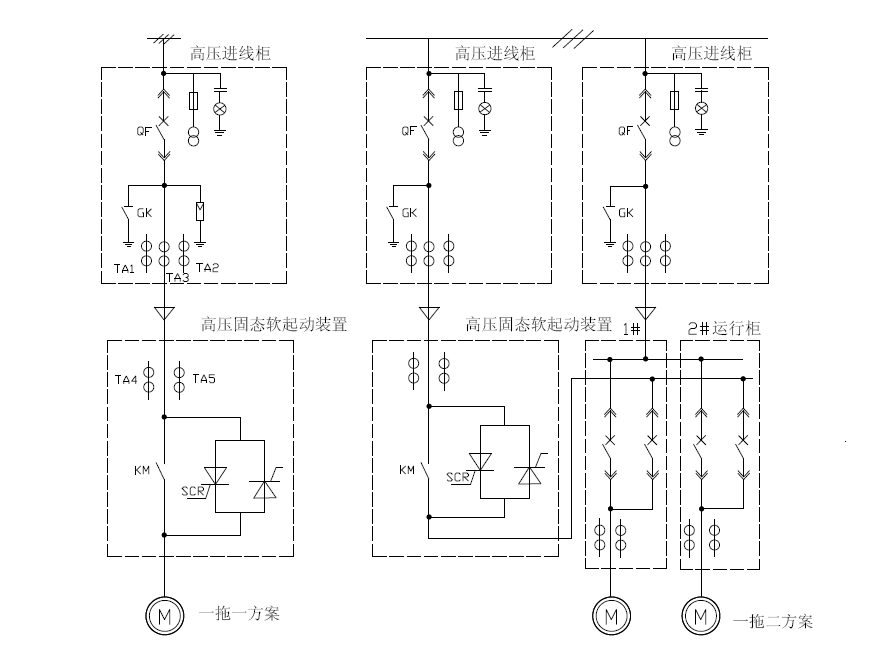 高压进线柜
高压进线柜
高压进线柜
QF
QF
QF
GK
GK
GK
TA1
TA3
TA2
高压固态软起动装置
高压固态软起动装置
1#
2#运行柜
TA4
TA5
KM
SCR
KM
SCR
M
一拖一方案
M
M
一拖二方案